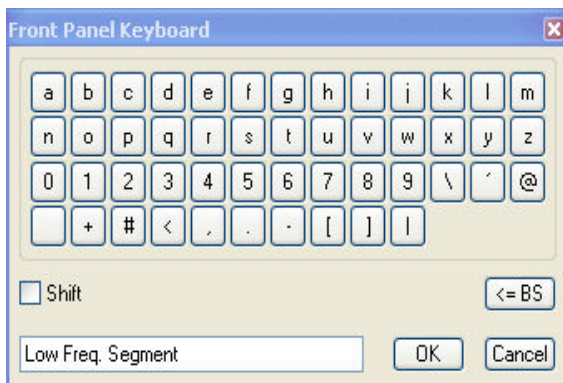 Front Panel Keyboard
a b c d e f g h i j k l m
n o p q r s t u v w x y z
0 1 2 3 4 5 6 7 8 9 \ ´ @
+ # < , . - [ ] |
Shift
<= BS
Low Freq. Segment
OK
Cancel